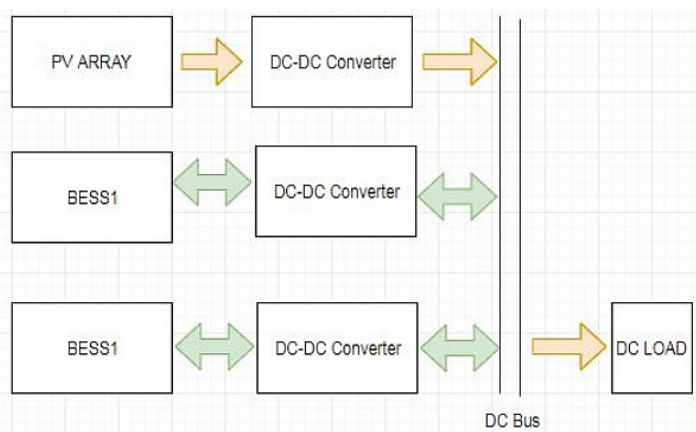 PV ARRAY
DC-DC Converter
BESS1
DC-DC Converter
BESS1
DC-DC Converter
DC LOAD
DC Bus